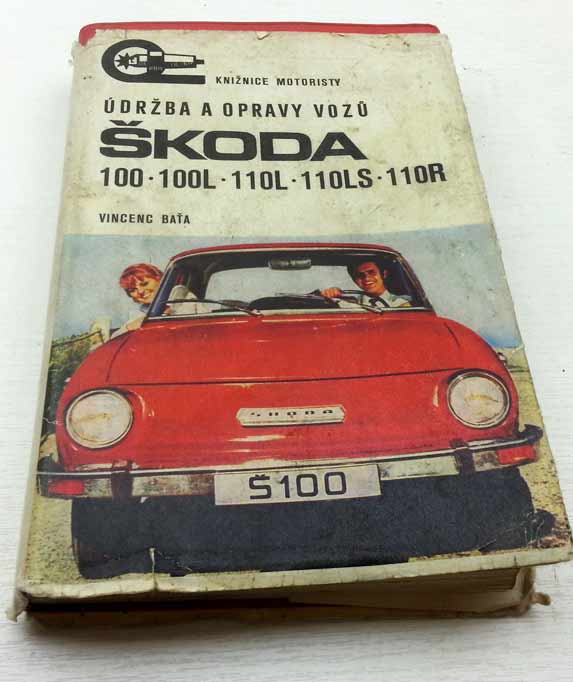 KNIŽNICE MOTORISTY
ÚDRŽBA A OPRAVY VOZŮ
ŠKODA
100·100L·110L·110LS·110R
VINCENC BAŤA
ŠKODA
Š100